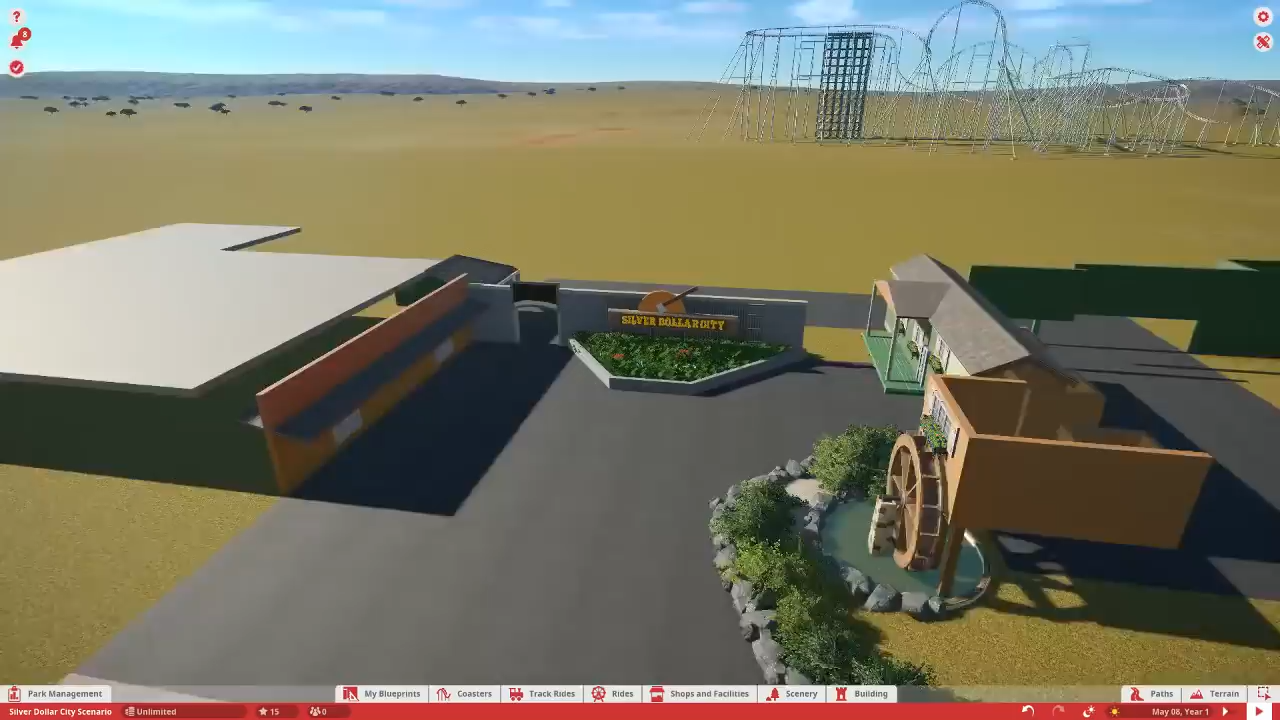 8
SILVER DOLLAR CITY
Park Management
My Blueprints
Coasters
Track Rides
Rides
Shops and Facilities
Scenery
Building
Paths
Terrain
Silver Dollar City Scenario
Unlimited
15
0
May 08, Year 1